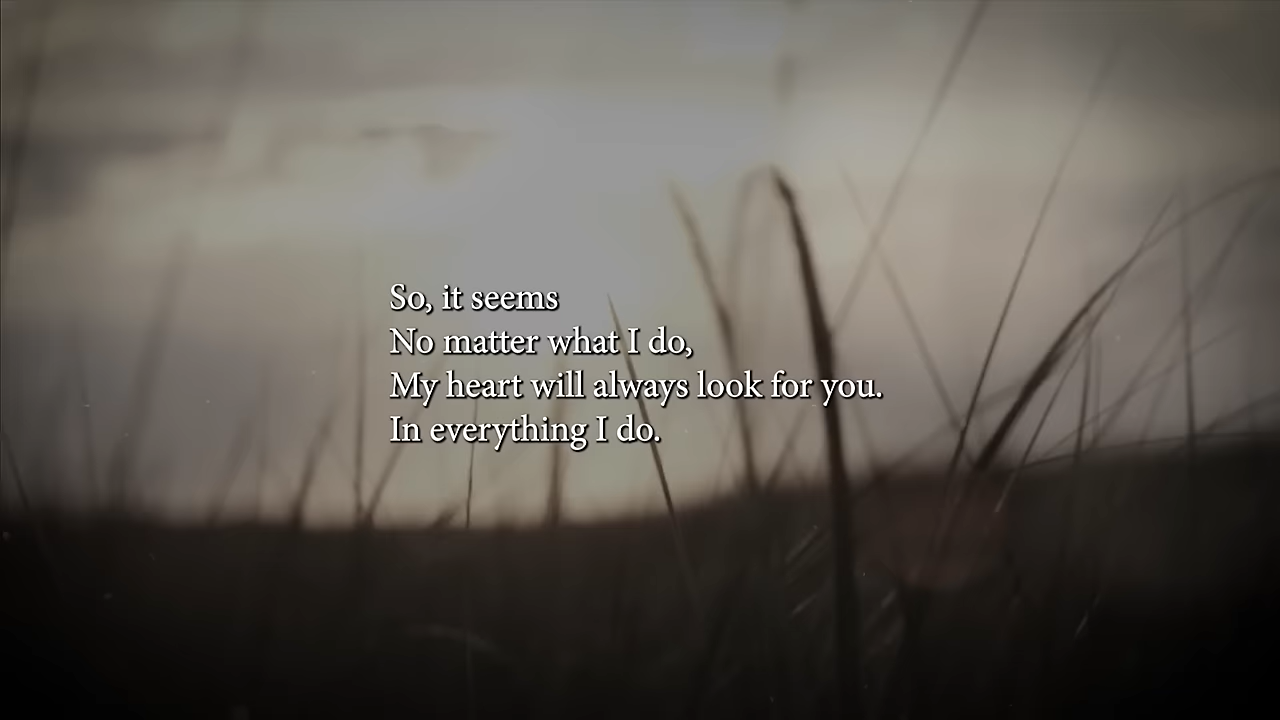 So, it seems
No matter what I do,
My heart will always look for you.
In everything I do.